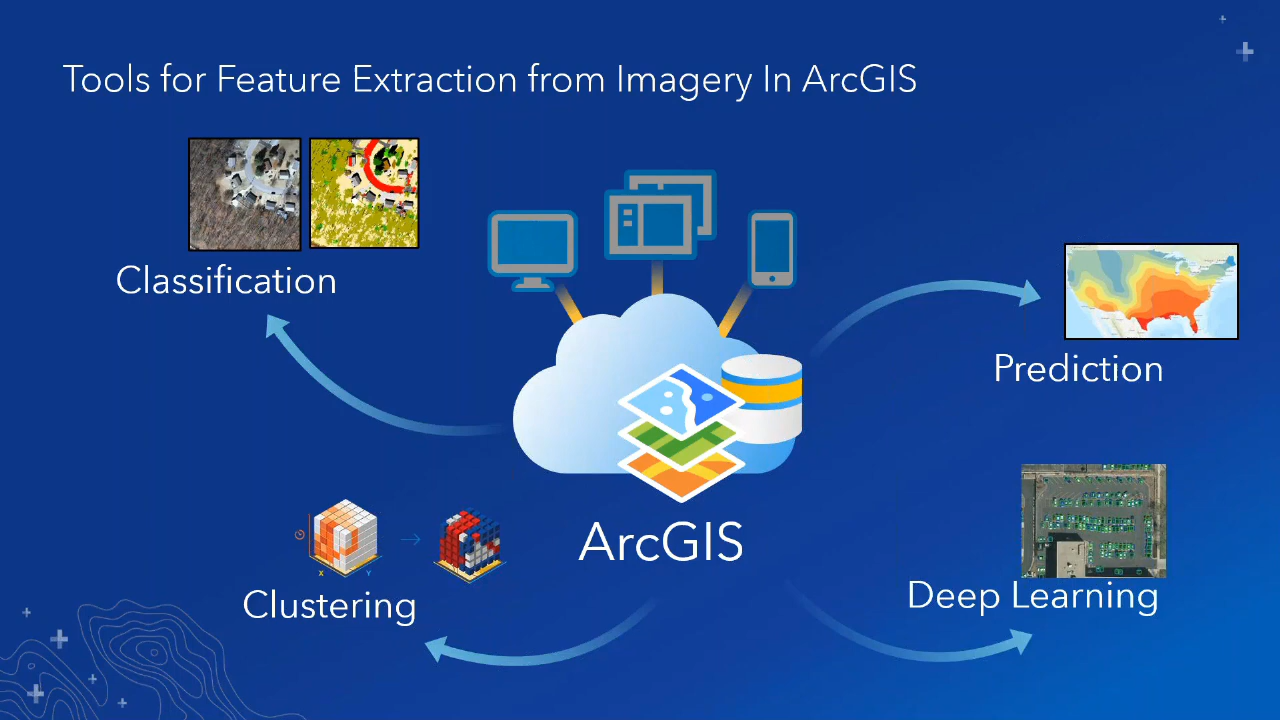 Tools for Feature Extraction from Imagery In ArcGIS
Classification
Prediction
ArcGIS
X
Y
Clustering
Deep Learning